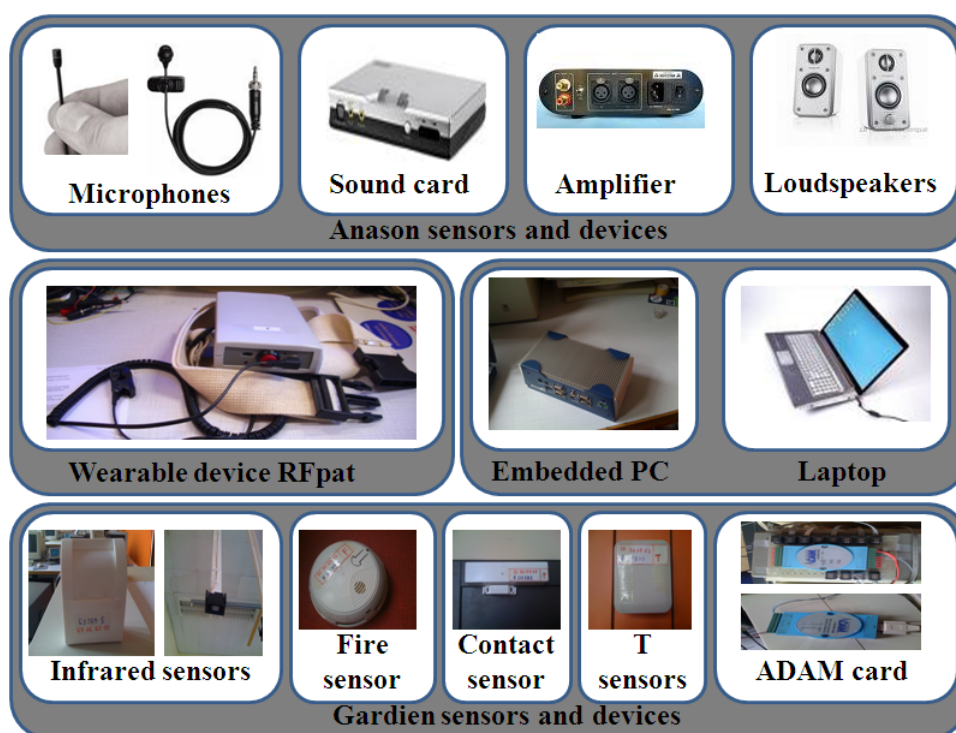 Microphones
Sound card
Amplifier
Loudspeakers
Anason sensors and devices
Wearable device RFpat
Embedded PC
Laptop
Infrared sensors
Fire
sensor
Contact
sensor
T
sensors
T
ADAM card
Gardien sensors and devices